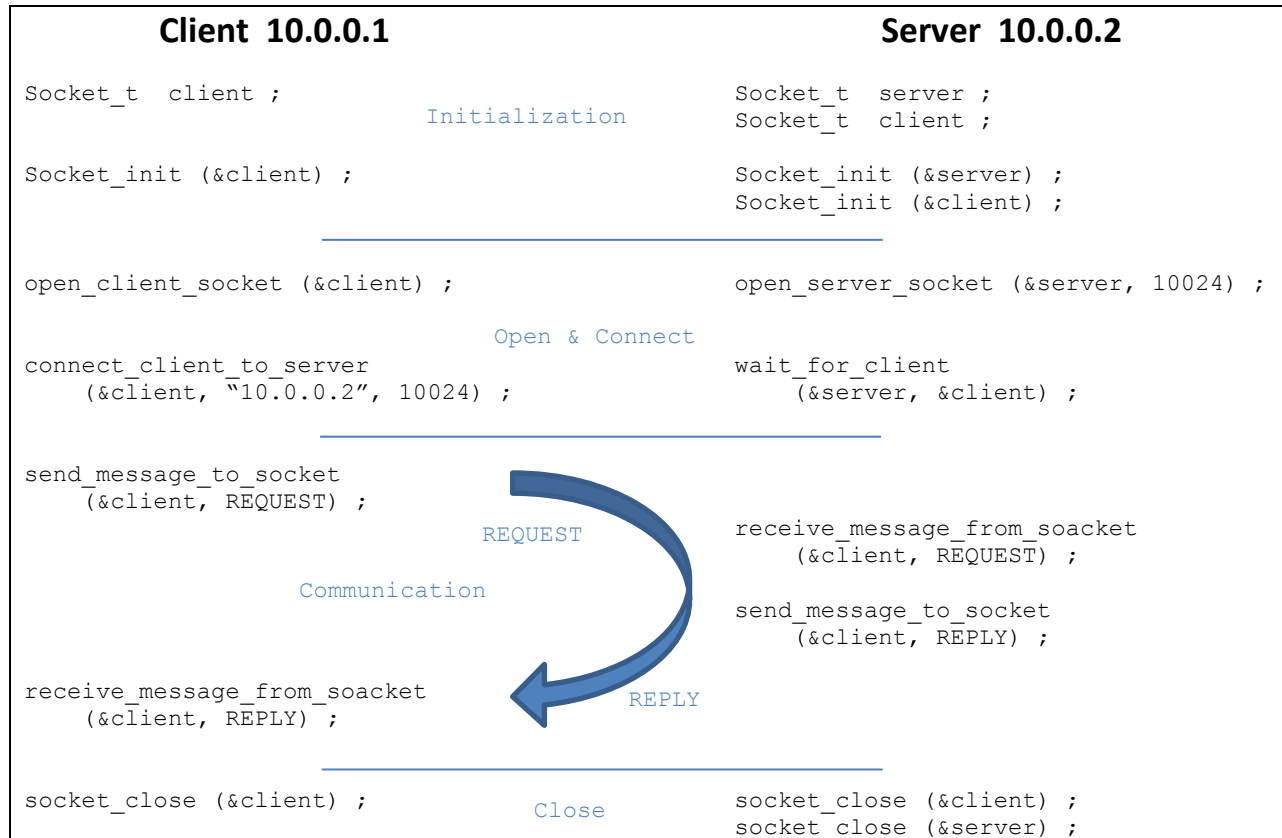 Client 10.0.0.1
Server 10.0.0.2
Socket_t client ;
Initialization
Socket_t server ;
Socket_t client ;
Socket_init (&client) ;
Socket_init (&server) ;
Socket_init (&client) ;
open_client_socket (&client) ;
open_server_socket (&server, 10024) ;
Open & Connect
connect_client_to_server
(&client, “10.0.0.2”, 10024) ;
wait_for_client
(&server, &client) ;
send_message_to_socket
(&client, REQUEST) ;
REQUEST
receive_message_from_soacket
(&client, REQUEST) ;
Communication
send_message_to_socket
(&client, REPLY) ;
receive_message_from_soacket
(&client, REPLY) ;
REPLY
socket_close (&client) ;
Close
socket_close (&client) ;
socket_close (&server) ;